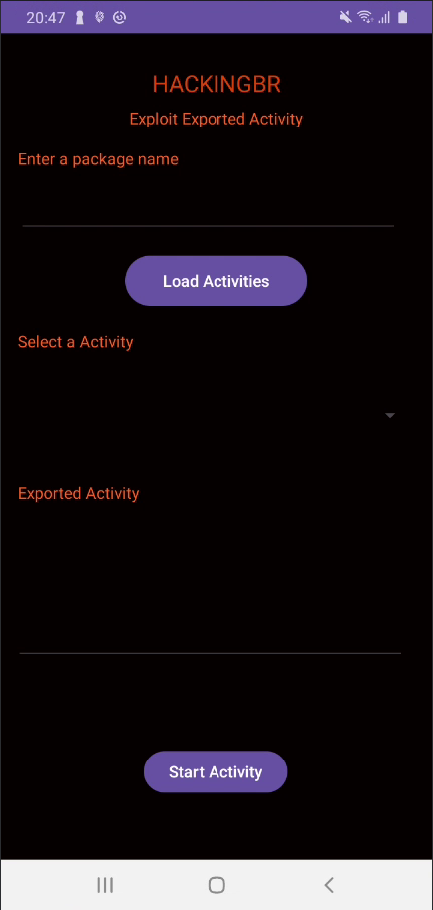 20:47
HACKINGBR
Exploit Exported Activity
Enter a package name
Load Activities
Select a Activity
Exported Activity
Start Activity